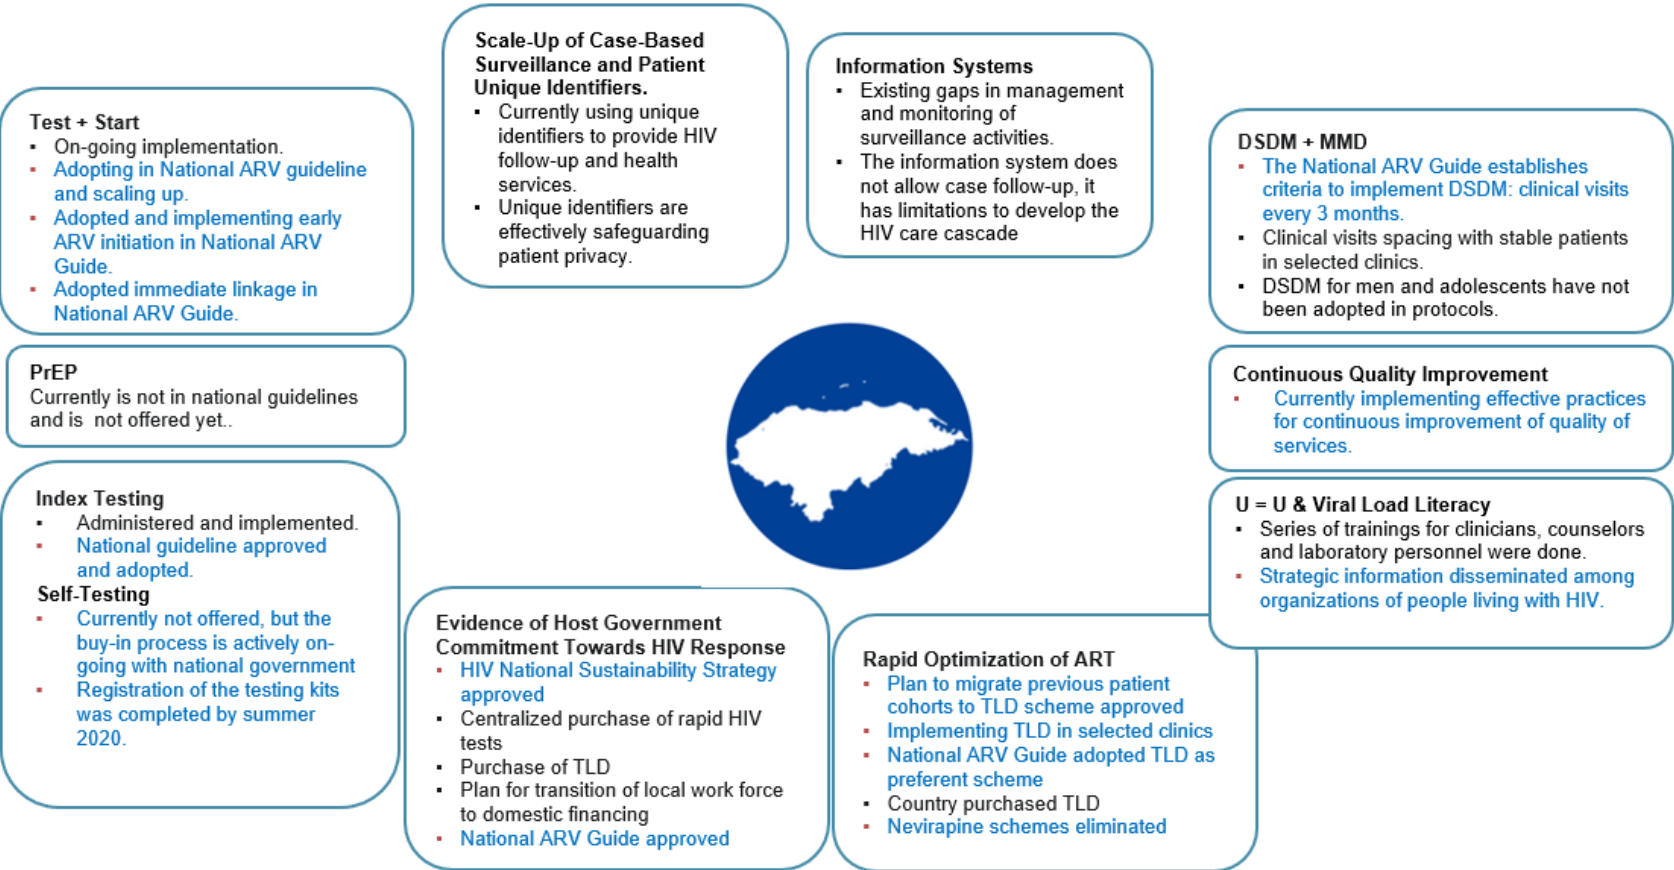 Scale-Up of Case-Based
Surveillance and Patient
Unique Identifiers.
▪ Currently using unique
identifiers to provide HIV
follow-up and health
services.
▪ Unique identifiers are
effectively safeguarding
patient privacy.
Information Systems
▪ Existing gaps in management
and monitoring of
surveillance activities.
▪ The information system does
not allow case follow-up, it
has limitations to develop the
HIV care cascade
Test + Start
▪ On-going implementation.
▪ Adopting in National ARV guideline
and scaling up.
▪ Adopted and implementing early
ARV initiation in National ARV
Guide.
▪ Adopted immediate linkage in
National ARV Guide.
DSDM + MMD
▪ The National ARV Guide establishes
criteria to implement DSDM: clinical visits
every 3 months.
▪ Clinical visits spacing with stable patients
in selected clinics.
▪ DSDM for men and adolescents have not
been adopted in protocols.
PrEP
Currently is not in national guidelines
and is not offered yet..
Continuous Quality Improvement
▪ Currently implementing effective practices
for continuous improvement of quality of
services.
Index Testing
▪ Administered and implemented.
▪ National guideline approved
and adopted.
Self-Testing
▪ Currently not offered, but the
buy-in process is actively on-
going with national government
▪ Registration of the testing kits
was completed by summer
2020.
U = U & Viral Load Literacy
▪ Series of trainings for clinicians, counselors
and laboratory personnel were done.
▪ Strategic information disseminated among
organizations of people living with HIV.
Evidence of Host Government
Commitment Towards HIV Response
▪ HIV National Sustainability Strategy
approved
▪ Centralized purchase of rapid HIV
tests
▪ Purchase of TLD
▪ Plan for transition of local work force
to domestic financing
▪ National ARV Guide approved
Rapid Optimization of ART
▪ Plan to migrate previous patient
cohorts to TLD scheme approved
▪ Implementing TLD in selected clinics
▪ National ARV Guide adopted TLD as
preferent scheme
▪ Country purchased TLD
▪ Nevirapine schemes eliminated